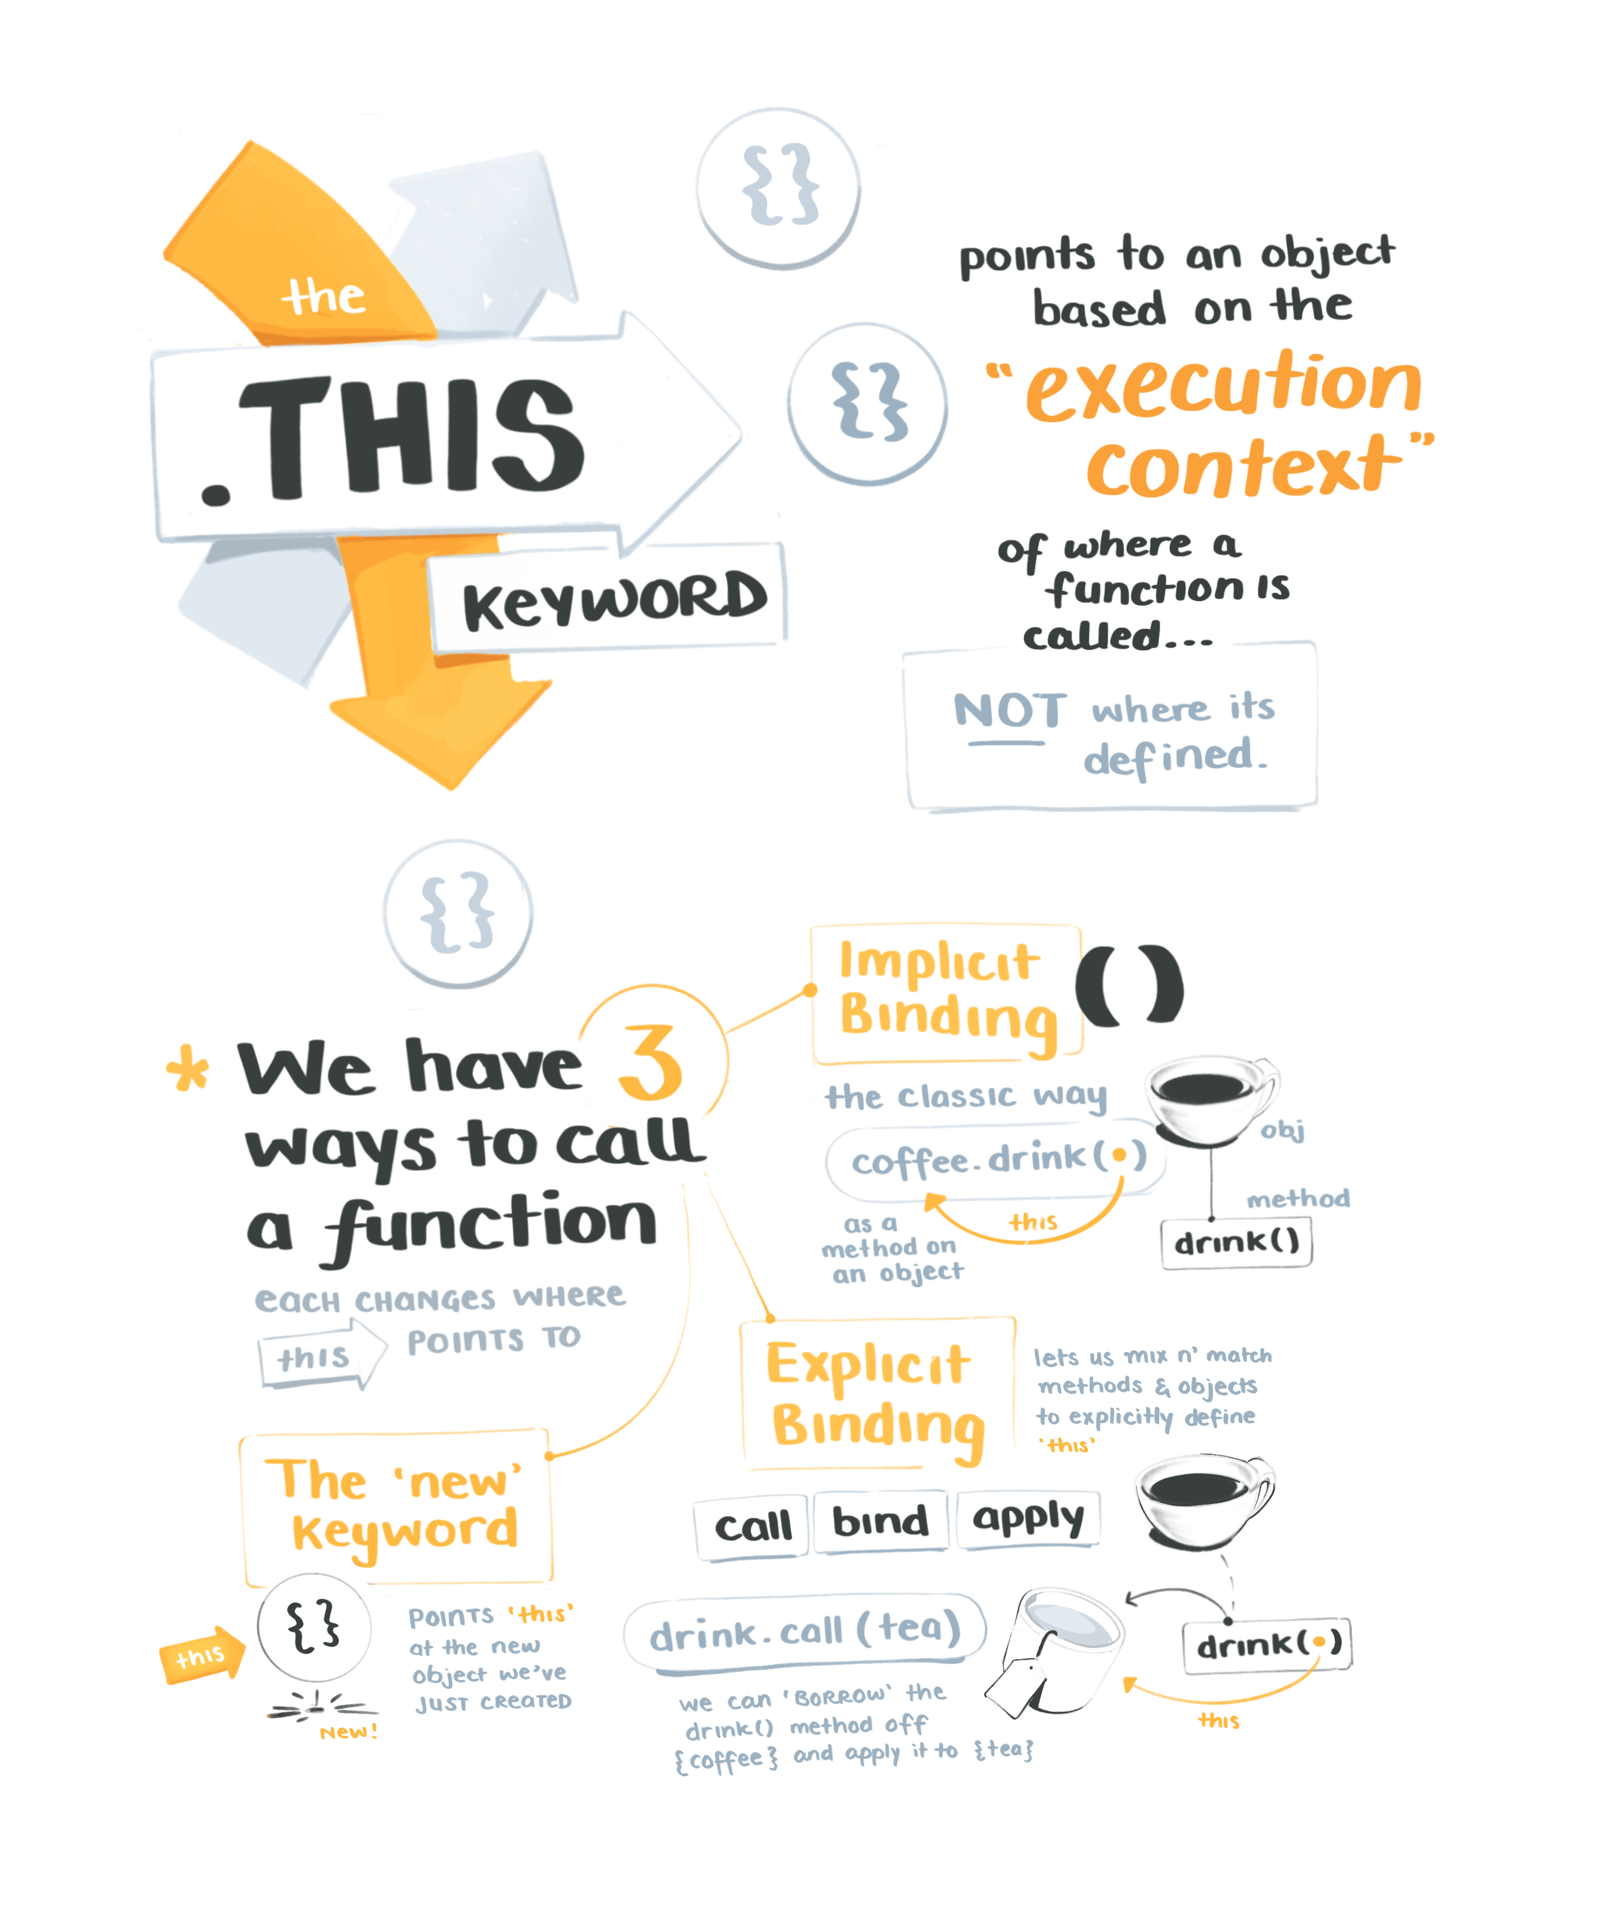 the
.THIS
KEYWORD
{}
{}
points to an object
based on the
"execution
context"
of where a
function is
called...
NOT where its
defined.
{}
* We have 3
ways to call
a function
each changes where
this points to
Implicit
Binding
()
the classic way
coffee.drink(•)
this
as a
method on
an object
obj
method
drink()
Explicit
Binding
lets us mix n' match
methods & objects
to explicitly define
'this'
call bind apply
drink.call(tea)
we can 'BORROW' the
drink() method off
{coffee} and apply it to {tea}
drink(•)
this
The 'new'
Keyword
this
{}
New!
points 'this'
at the new
object we've
JUST CREATED